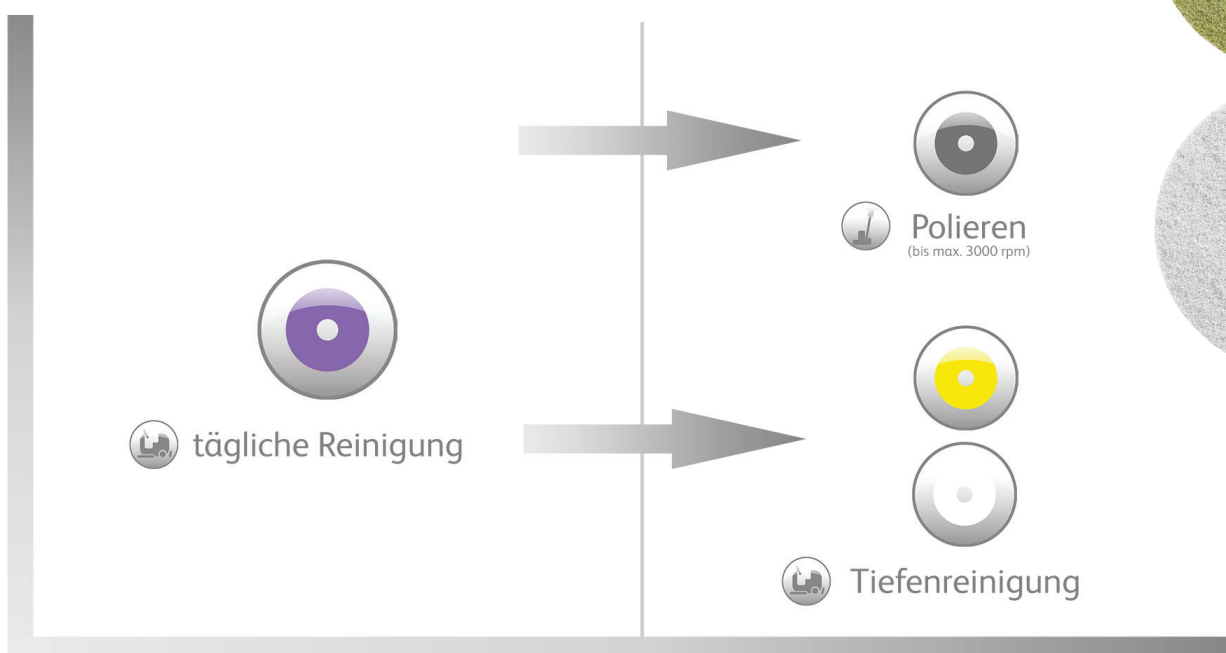 Polieren
(bis max. 3000 rpm)
tägliche Reinigung
Tiefenreinigung